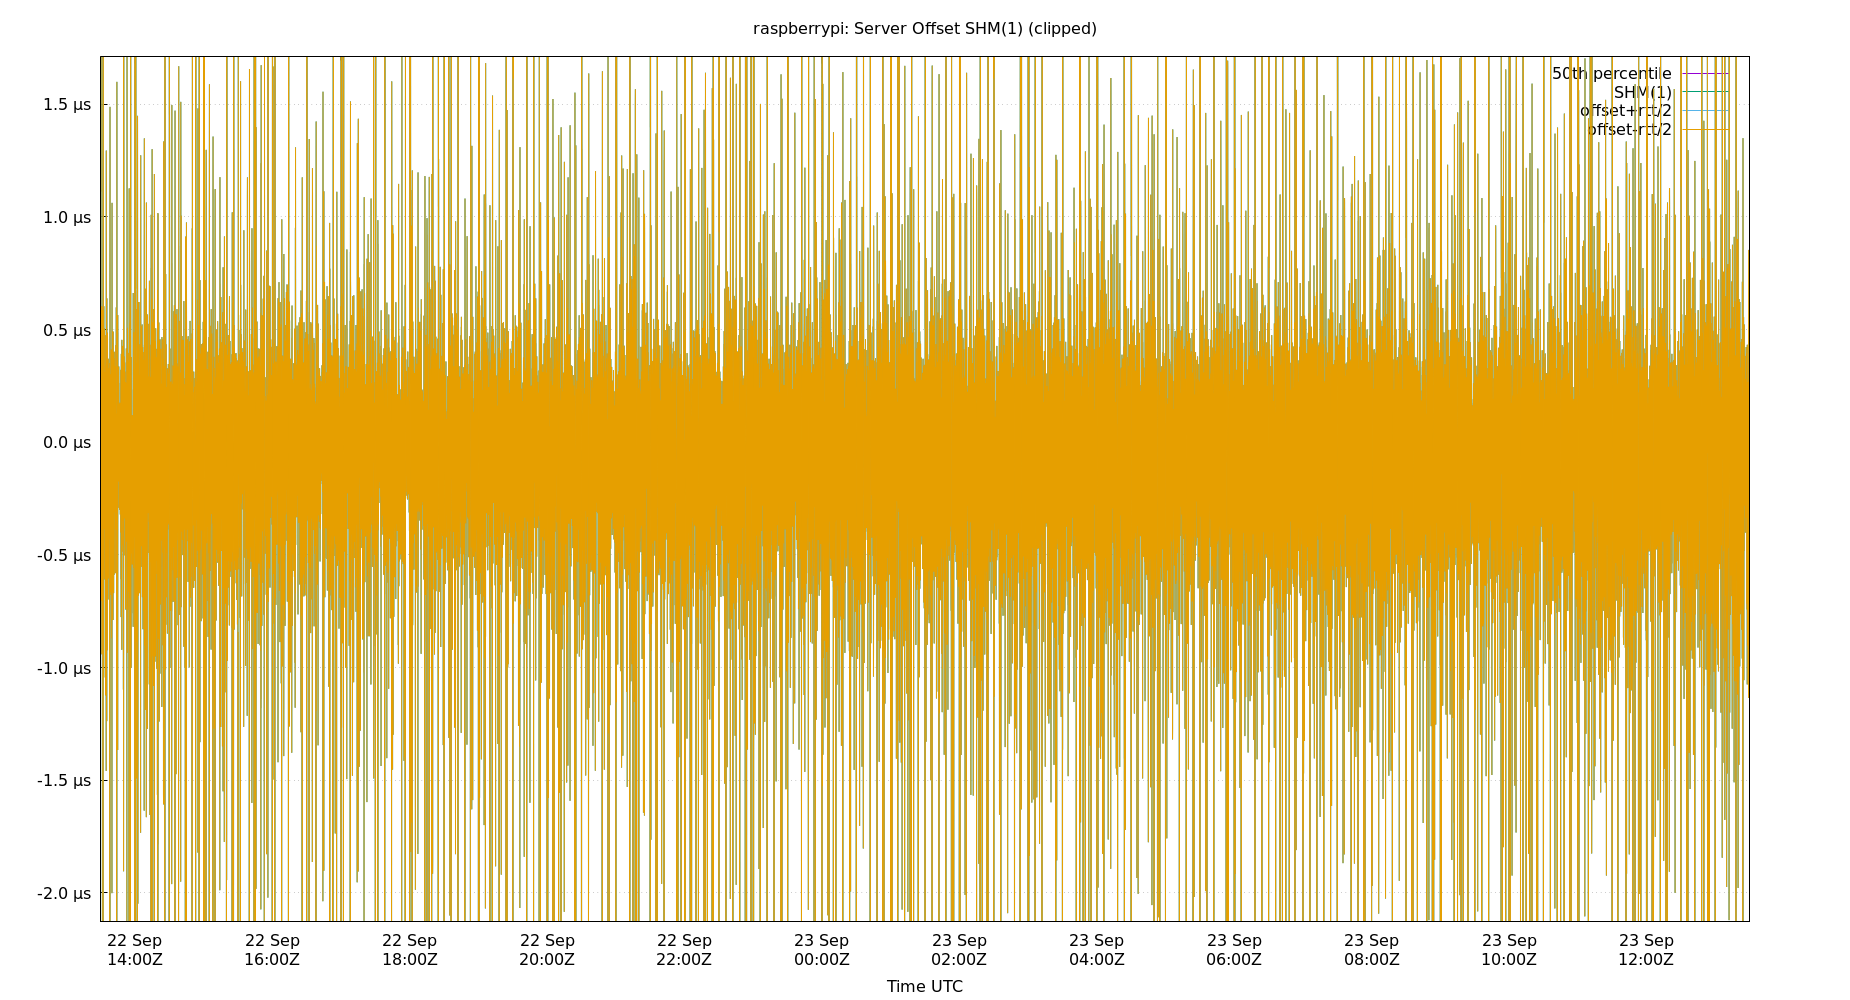 raspberrypi: Server Offset SHM(1) (clipped)
50th percentile
SHM(1)
offset+rtt/2
offset-rtt/2
1.5 µs
1.0 µs
0.5 µs
0.0 µs
-0.5 µs
-1.0 µs
-1.5 µs
-2.0 µs
22 Sep 22 Sep 22 Sep 22 Sep 22 Sep 23 Sep 23 Sep 23 Sep 23 Sep 23 Sep 23 Sep 23 Sep
14:00Z 16:00Z 18:00Z 20:00Z 22:00Z 00:00Z 02:00Z 04:00Z 06:00Z 08:00Z 10:00Z 12:00Z
Time UTC